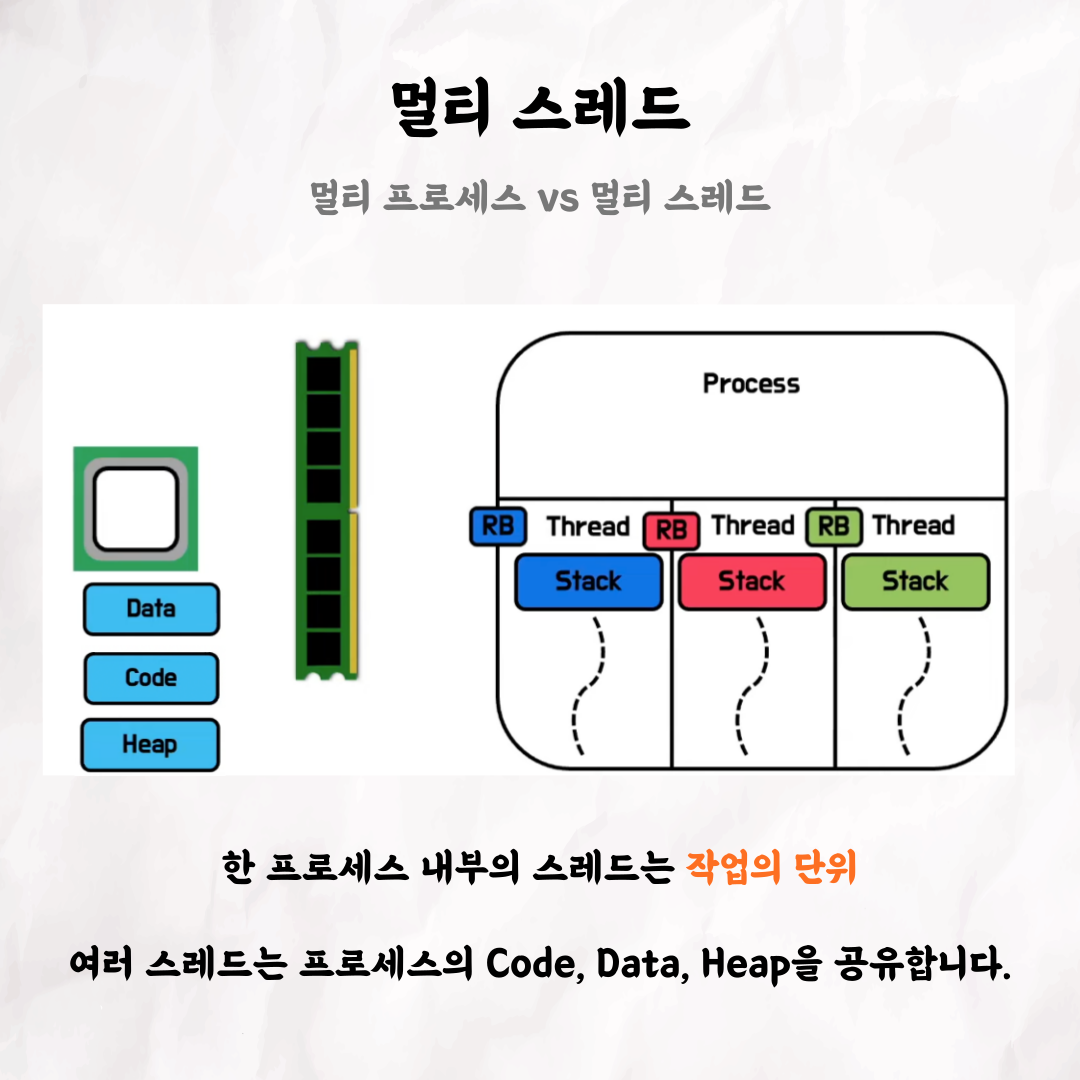 멀티 스레드
멀티 프로세스 vs 멀티 스레드
Process
RB Thread RB Thread RB Thread
Stack Stack Stack
Data
Code
Heap
한 프로세스 내부의 스레드는 작업의 단위
여러 스레드는 프로세스의 Code, Data, Heap을 공유합니다.